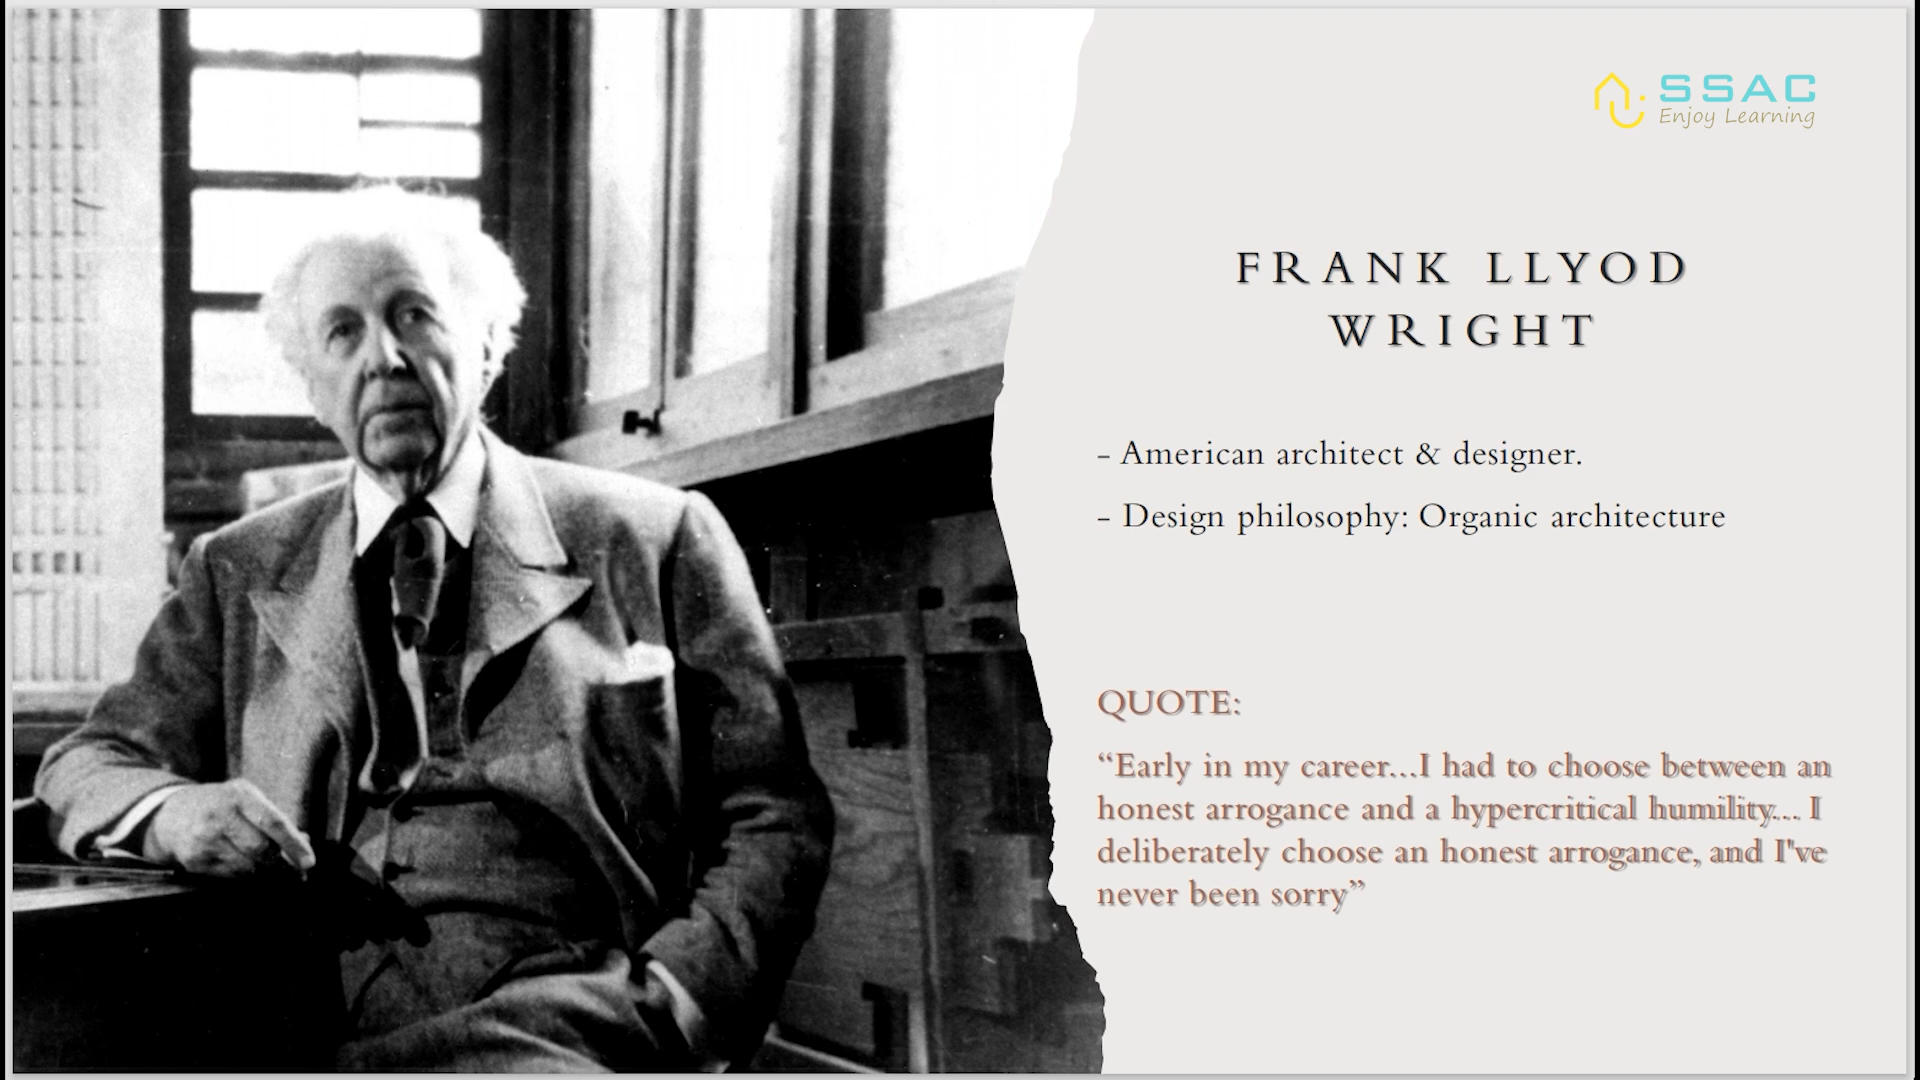 SSAC
Enjoy Learning
FRANK LLYOD
WRIGHT
- American architect & designer.
- Design philosophy: Organic architecture
QUOTE:
“Early in my career...I had to choose between an
honest arrogance and a hypercritical humility... I
deliberately choose an honest arrogance, and I've
never been sorry”